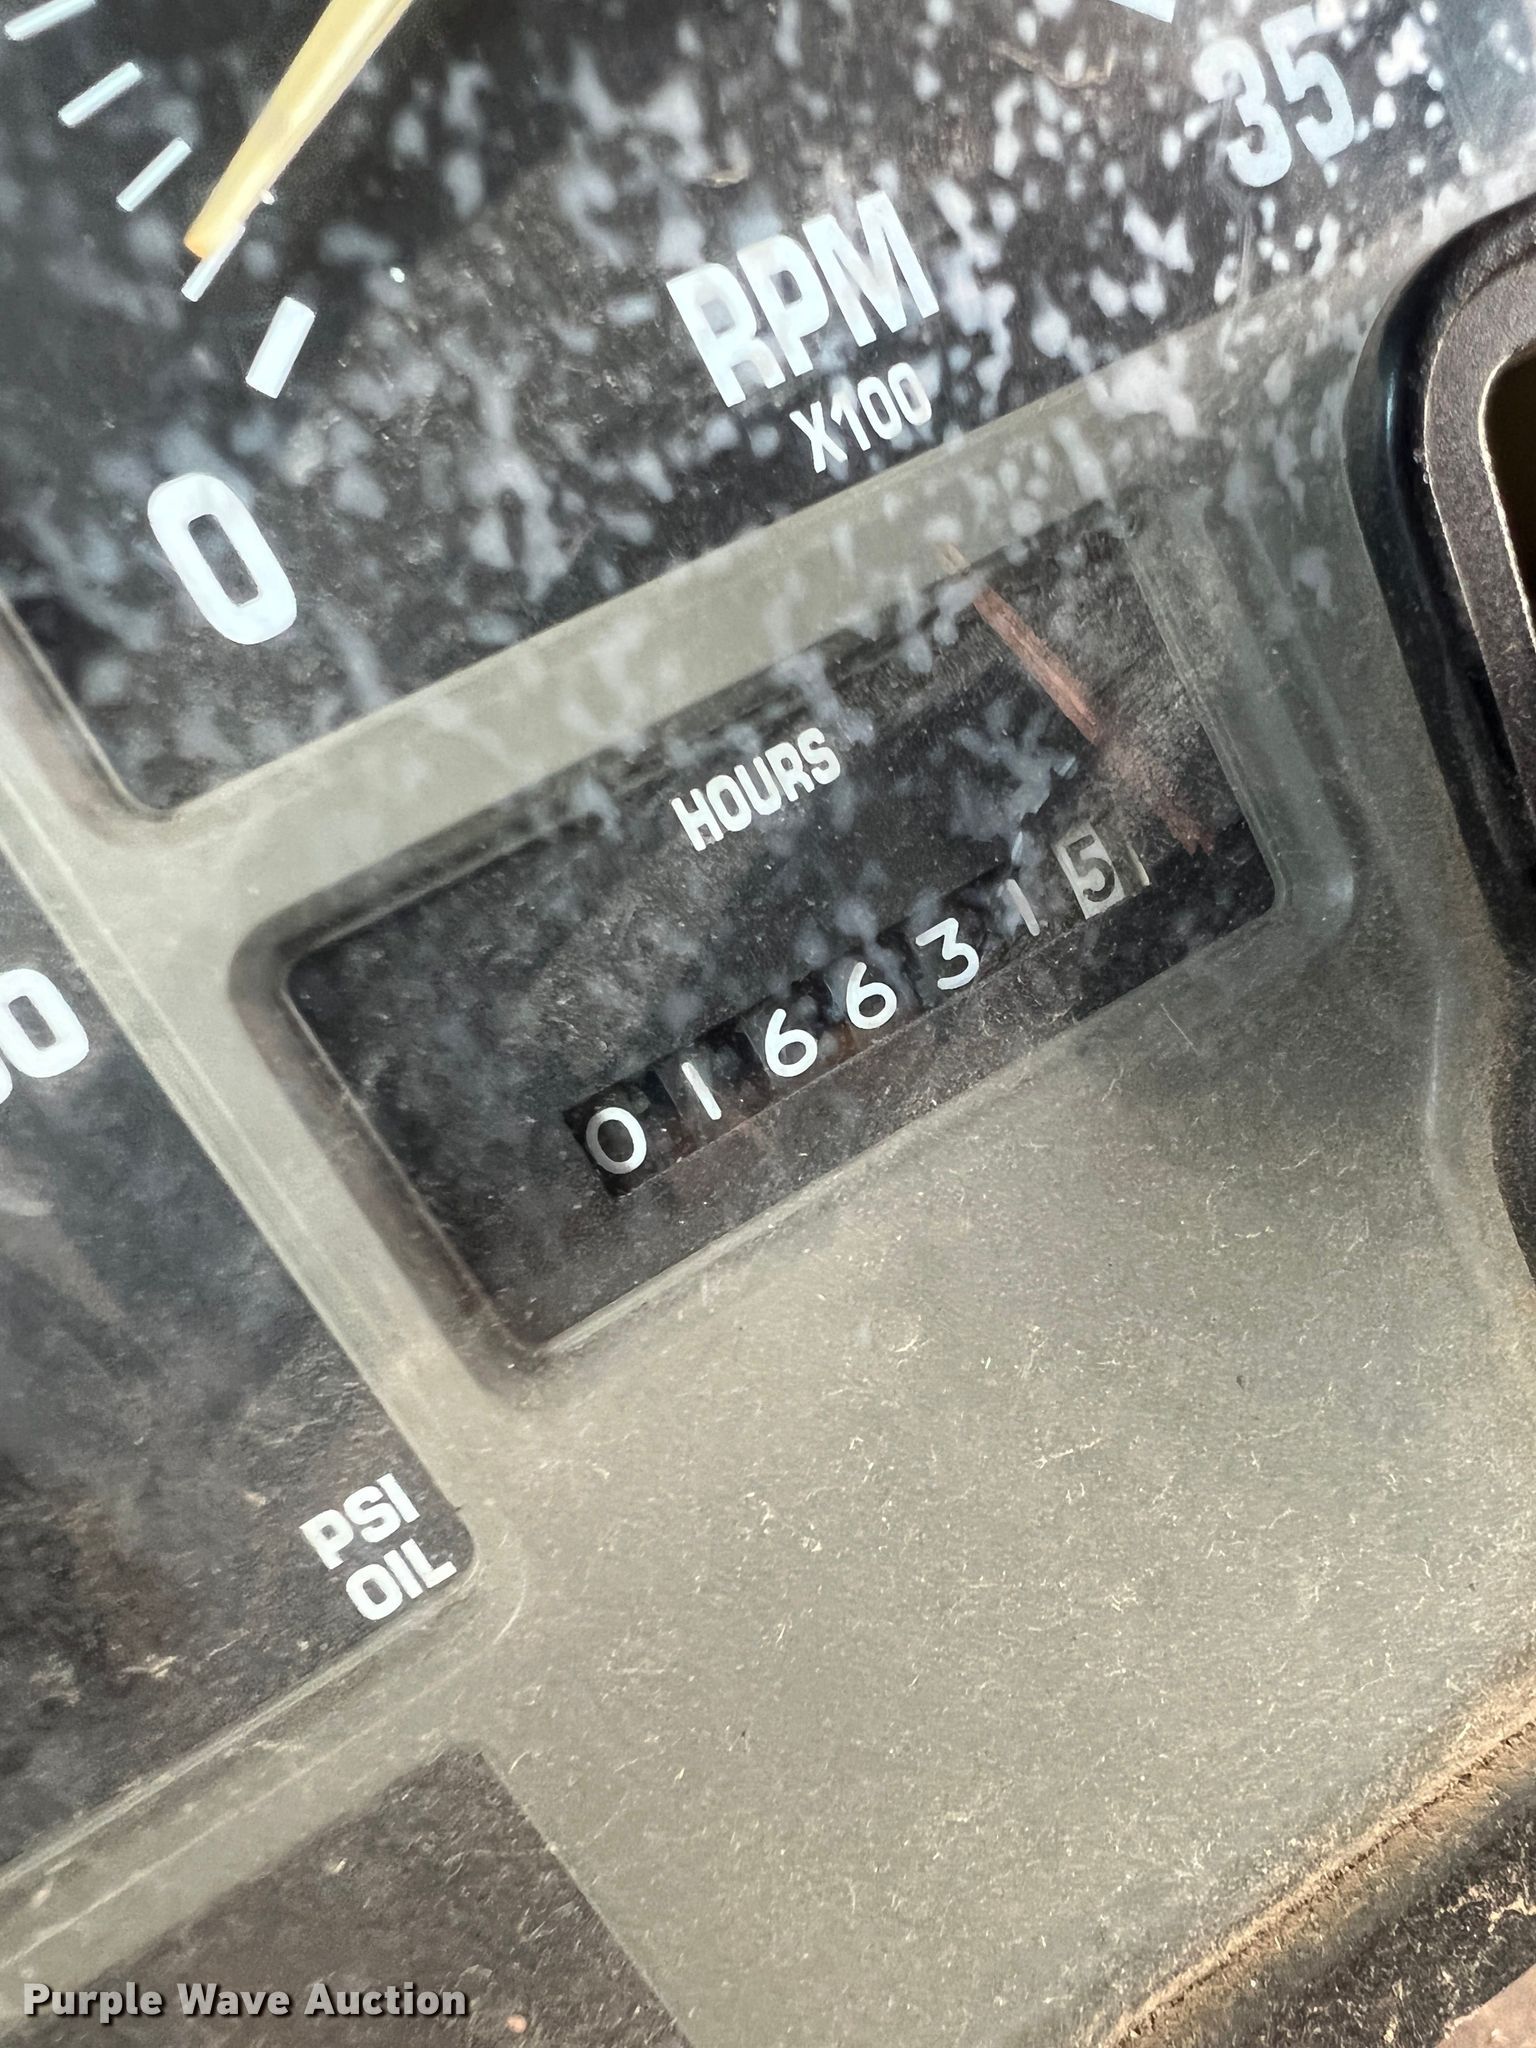 35
RPM
X100
0
HOURS
0166315
PSI
OIL
Purple Wave Auction